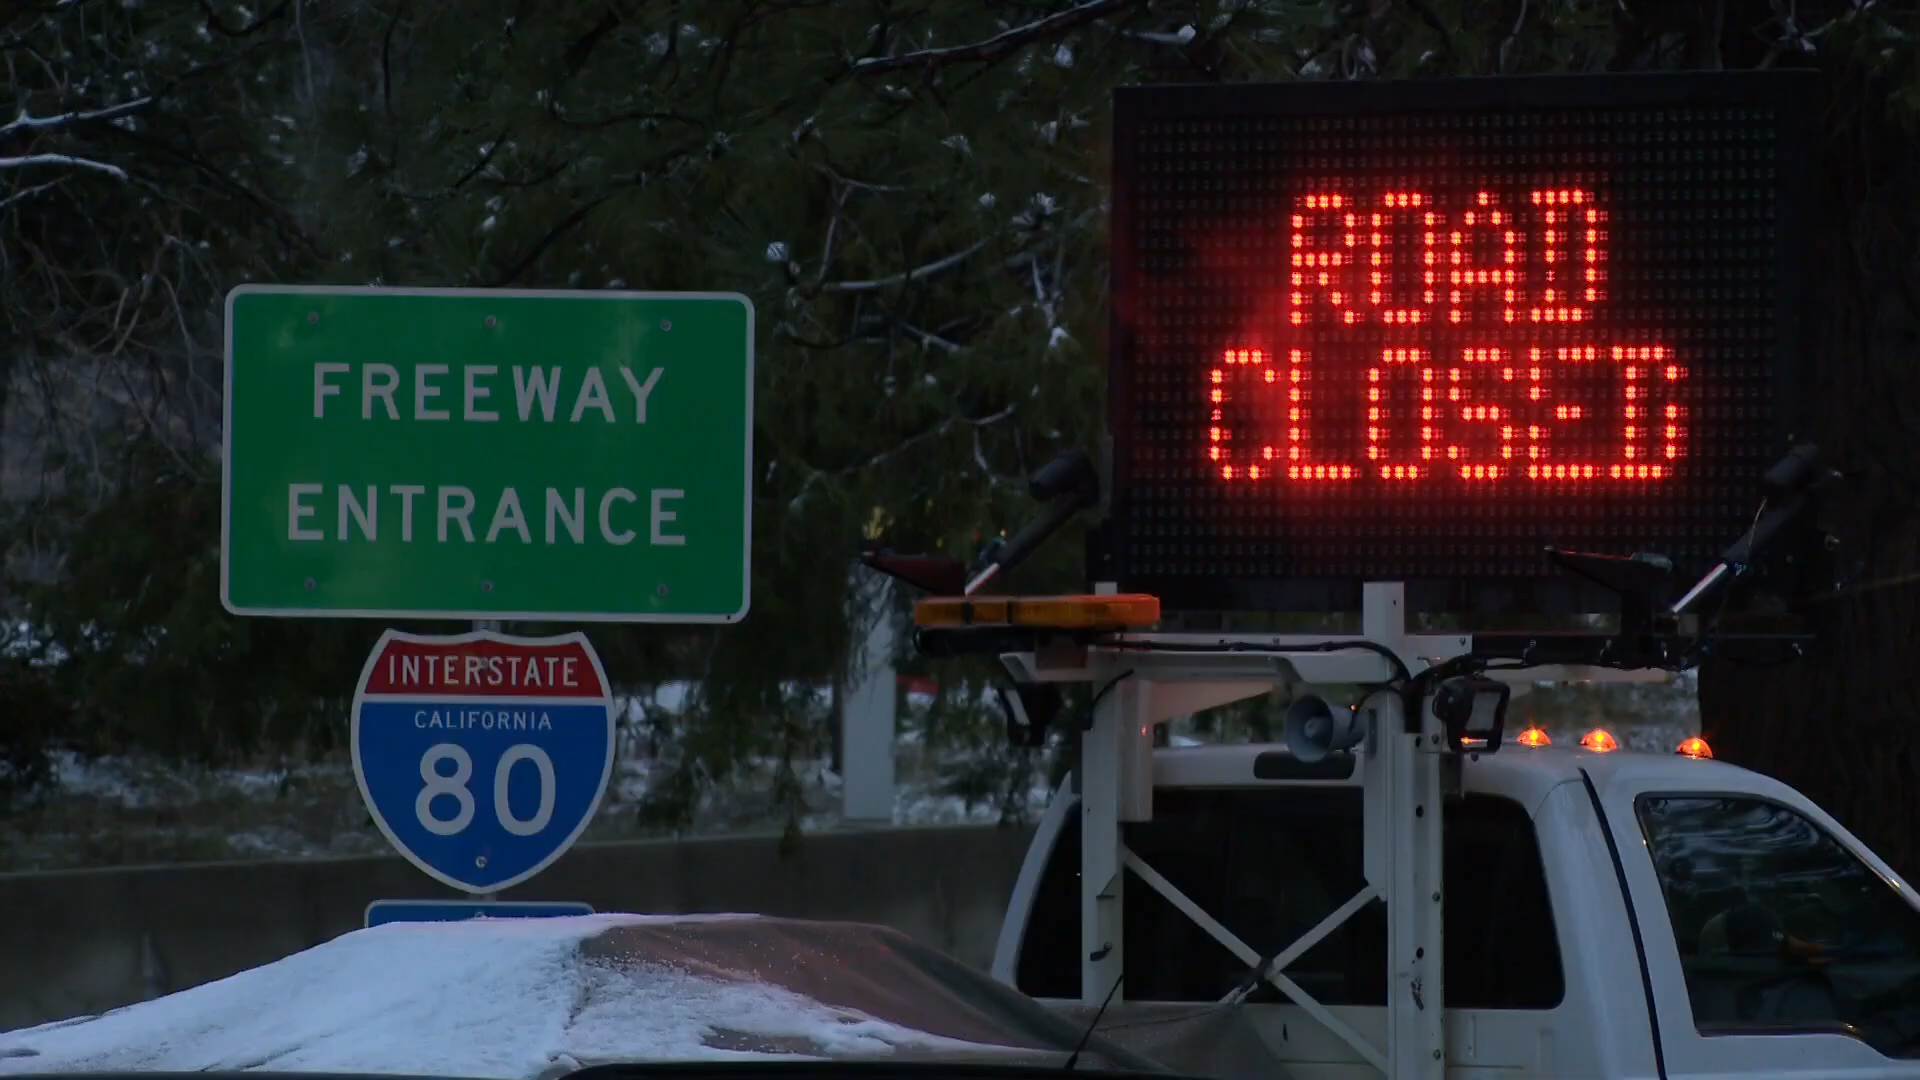 FREEWAY
ENTRANCE
INTERSTATE
CALIFORNIA
80
ROAD
CLOSED